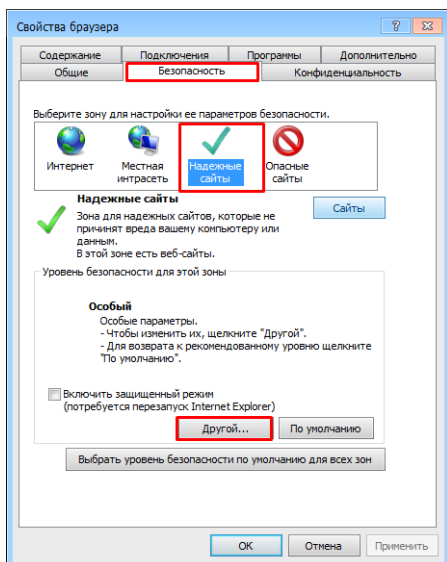 Свойства браузера
Содержание Подключения Программы Дополнительно
Общие Безопасность Конфиденциальность
Выберите зону для настройки ее параметров безопасности.
Интернет Местная интрасеть Надежные сайты Опасные сайты
Надежные сайты
Сайты
Зона для надежных сайтов, которые не
причинят вреда вашему компьютеру или
данным.
В этой зоне есть веб-сайты.
Уровень безопасности для этой зоны
Особый
Особые параметры.
- Чтобы изменить их, щелкните "Другой".
- Для возврата к рекомендованному уровню щелкните
"По умолчанию".
Включить защищенный режим
(потребуется перезапуск Internet Explorer)
Другой... По умолчанию
Выбрать уровень безопасности по умолчанию для всех зон
ОК Отмена Применить